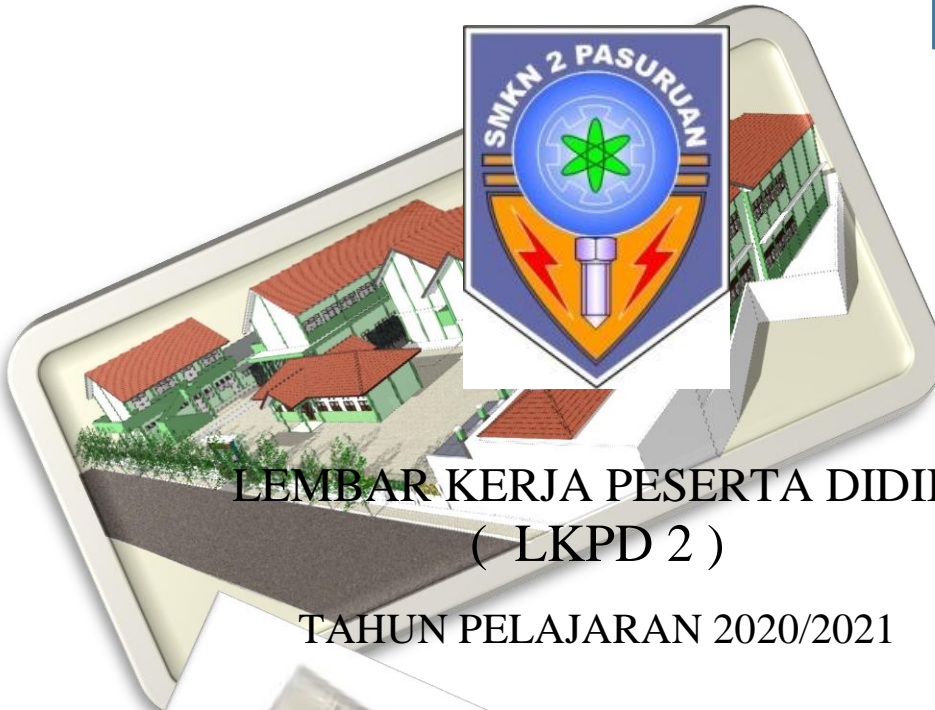 SMKN 2 PASURUAN
LEMBAR KERJA PESERTA DIDI
( LKPD 2 )
TAHUN PELAJARAN 2020/2021